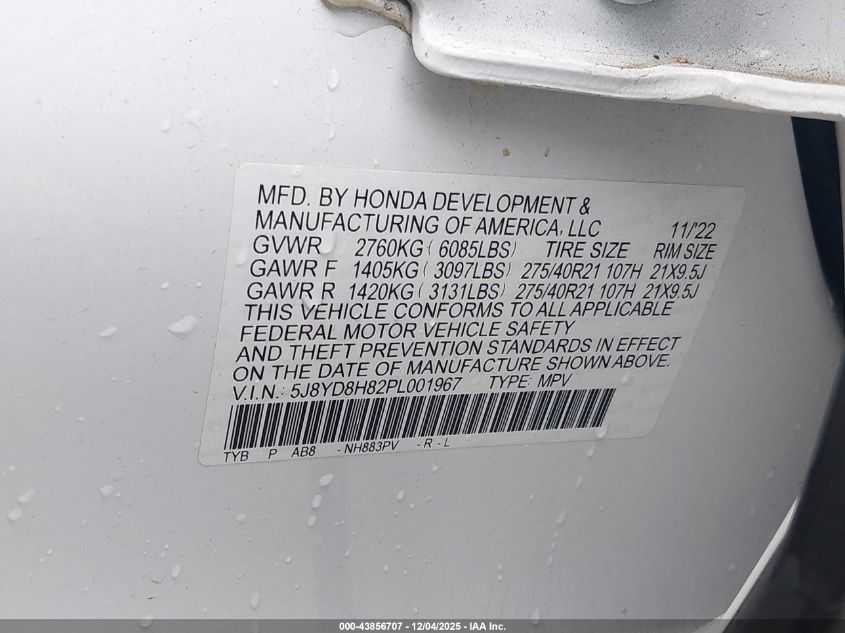 MFD. BY HONDA DEVELOPMENT &
MANUFACTURING OF AMERICA, LLC 11/'22
GVWR 2760KG ( 6085LBS) TIRE SIZE RIM SIZE
GAWR F 1405KG ( 3097LBS) 275/40R21 107H 21X9.5J
GAWR R 1420KG ( 3131LBS) 275/40R21 107H 21X9.5J
THIS VEHICLE CONFORMS TO ALL APPLICABLE
FEDERAL MOTOR VEHICLE SAFETY
AND THEFT PREVENTION STANDARDS IN EFFECT
ON THE DATE OF MANUFACTURE SHOWN ABOVE.
V.I.N.: 5J8YD8H82PL001967 TYPE: MPV
TYB P AB8 -NH883PV -R-L
000-43856707 - 12/04/2025 - IAA Inc.